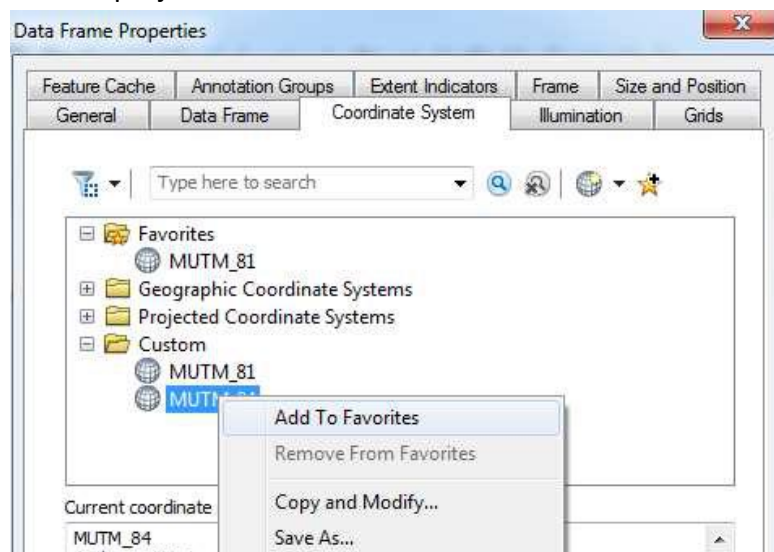 Data Frame Properties
Feature Cache Annotation Groups Extent Indicators Frame Size and Position
General Data Frame Coordinate System Illumination Grids
Type here to search
Favorites
MUTM_81
Geographic Coordinate Systems
Projected Coordinate Systems
Custom
MUTM_81
Add To Favorites
Remove From Favorites
Copy and Modify...
Current coordinate
MUTM_84
Save As...